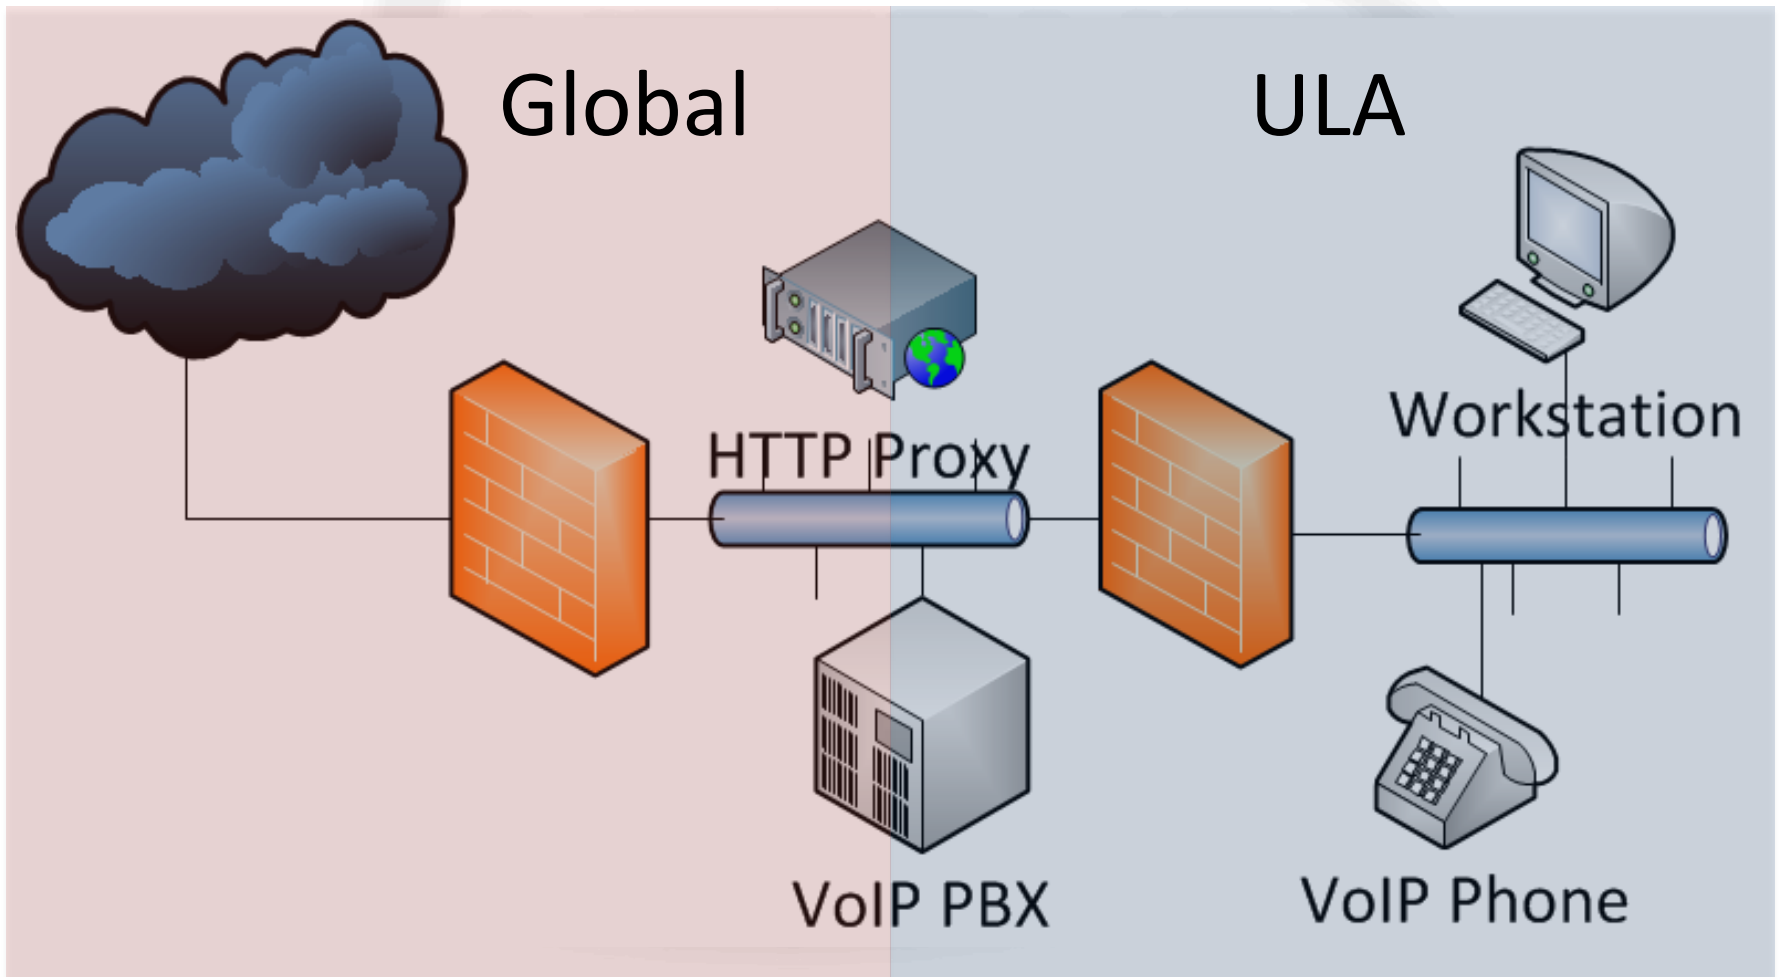 Global
ULA
HTTP Proxy
Workstation
VoIP PBX
VoIP Phone